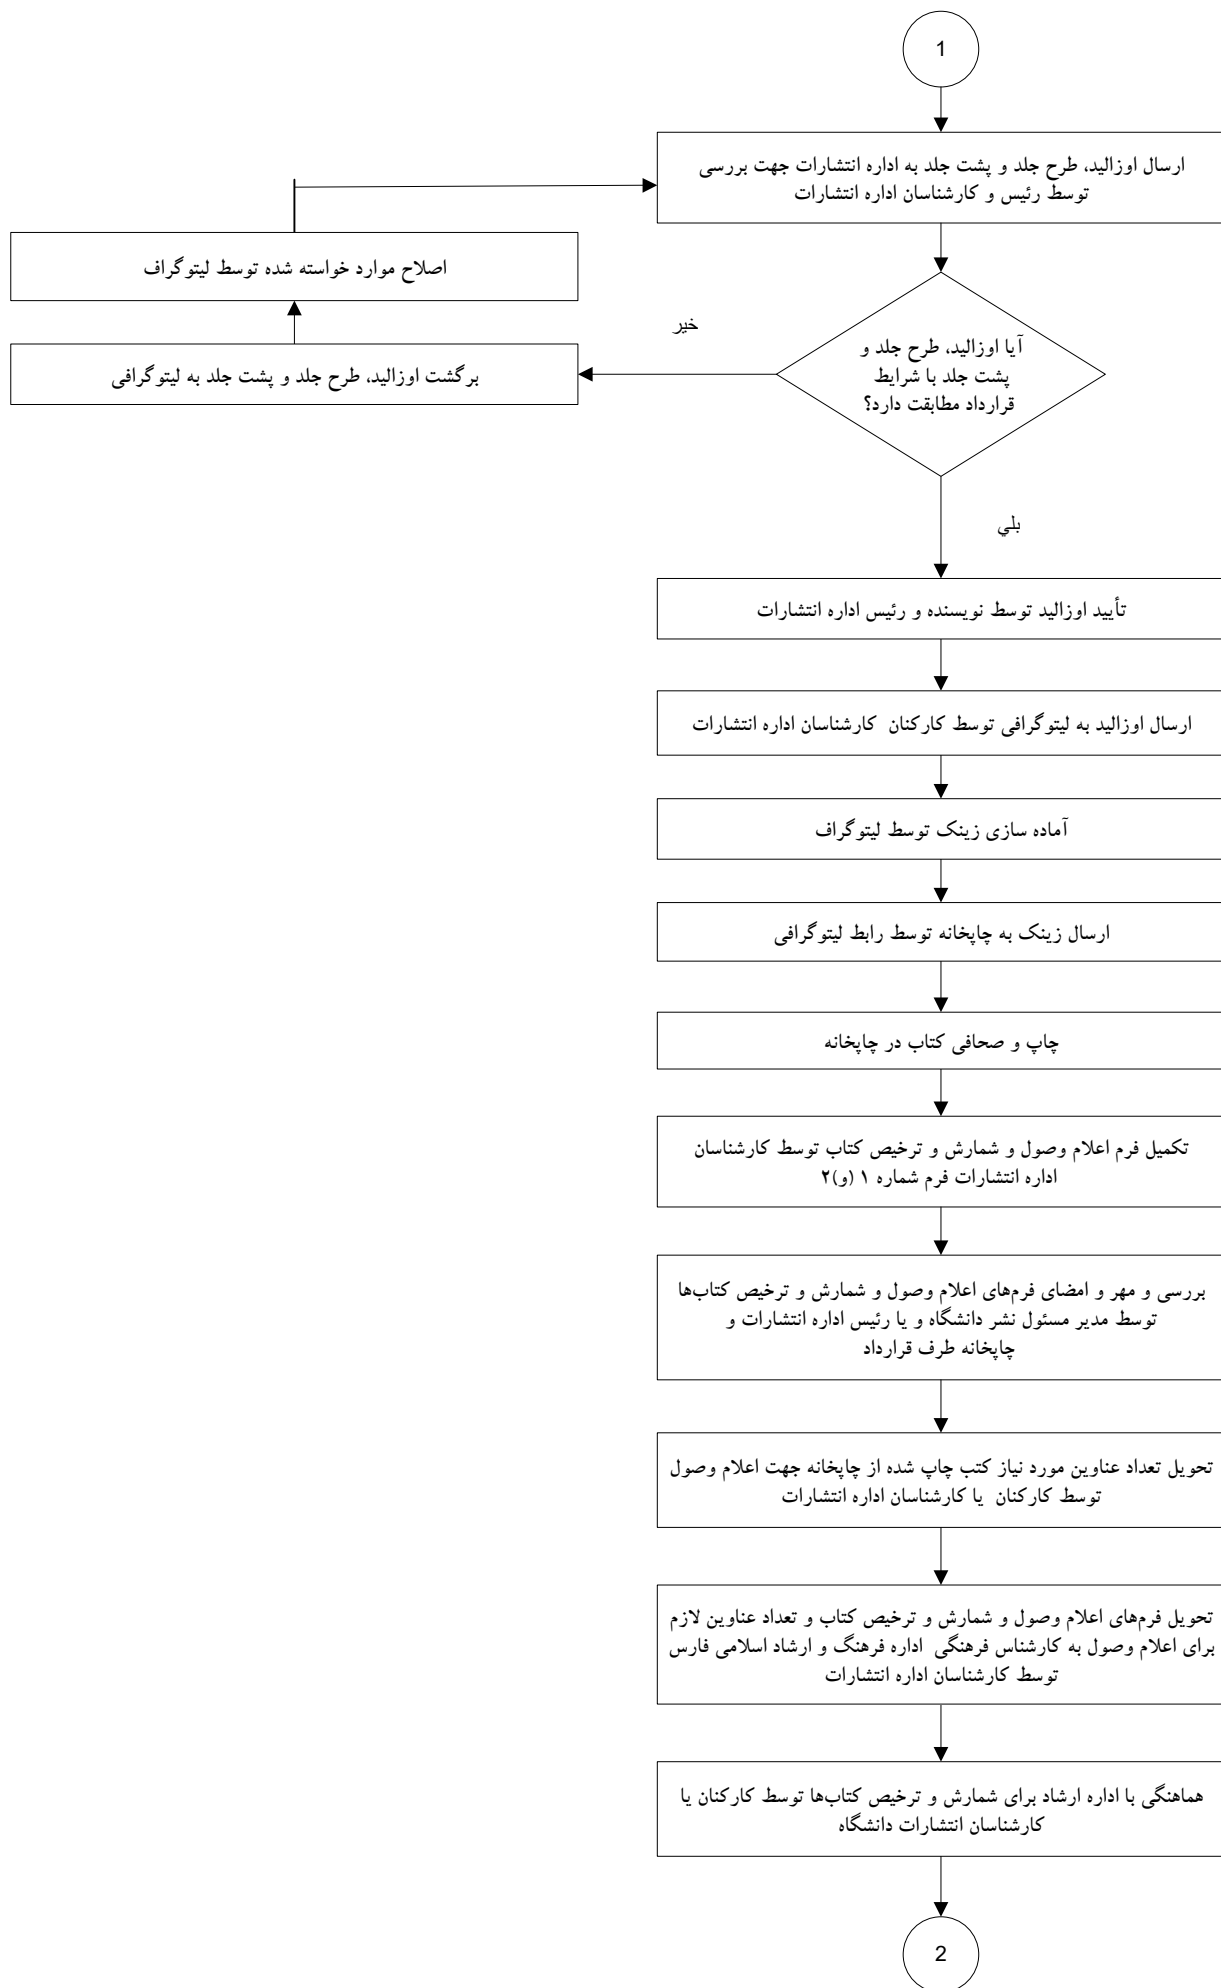 1
ارسال اوزالید، طرح جلد و پشت جلد به اداره انتشارات جهت بررسی
توسط رئیس و کارشناسان اداره انتشارات
اصلاح موارد خواسته شده توسط لیتوگراف
خیر
برگشت اوزالید، طرح جلد و پشت جلد به لیتوگرافی
آیا اوزالید، طرح جلد و
پشت جلد با شرایط
قرارداد مطابقت دارد؟
بلي
تأیید اوزالید توسط نویسنده و رئیس اداره انتشارات
ارسال اوزالید به لیتوگرافی توسط کارکنان کارشناسان اداره انتشارات
آماده سازی زینک توسط لیتوگراف
ارسال زینک به چاپخانه توسط رابط لیتوگرافی
چاپ و صحافی کتاب در چاپخانه
تکمیل فرم اعلام وصول و شمارش و ترخیص کتاب توسط کارشناسان
اداره انتشارات فرم شماره ۱ (و)۲
بررسی و مهر و امضای فرم‌های اعلام وصول و شمارش و ترخیص کتاب‌ها
توسط مدیر مسئول نشر دانشگاه و یا رئیس اداره انتشارات و
چاپخانه طرف قرارداد
تحویل تعداد عناوین مورد نیاز کتب چاپ شده از چاپخانه جهت اعلام وصول
توسط کارکنان یا کارشناسان اداره انتشارات
تحویل فرم‌های اعلام وصول و شمارش و ترخیص کتاب و تعداد عناوین لازم
برای اعلام وصول به کارشناس فرهنگی اداره فرهنگ و ارشاد اسلامی فارس
توسط کارشناسان اداره انتشارات
هماهنگی با اداره ارشاد برای شمارش و ترخیص کتاب‌ها توسط کارکنان یا
کارشناسان انتشارات دانشگاه
2